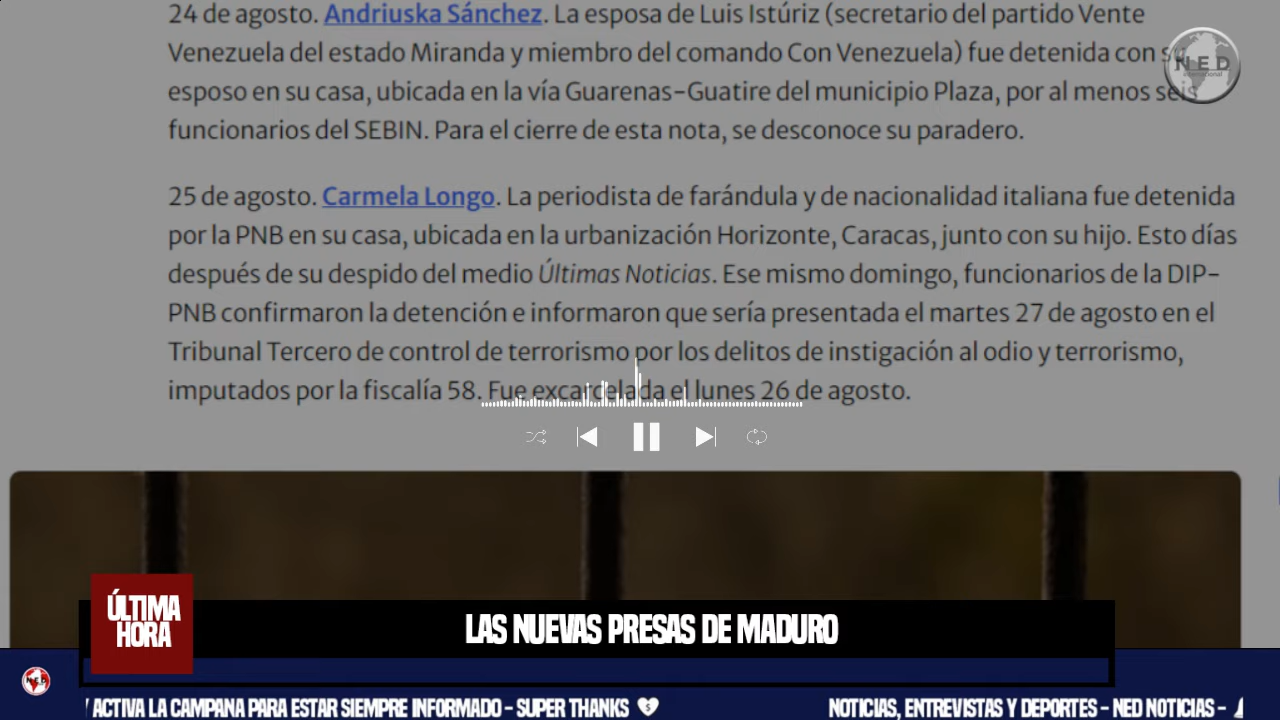 24 de agosto. Andriuska Sánchez. La esposa de Luis Istúriz (secretario del partido Vente
Venezuela del estado Miranda y miembro del comando Con Venezuela) fue detenida con su
esposo en su casa, ubicada en la vía Guarenas-Guatire del municipio Plaza, por al menos seis
funcionarios del SEBIN. Para el cierre de esta nota, se desconoce su paradero.
NED
international
25 de agosto. Carmela Longo. La periodista de farándula y de nacionalidad italiana fue detenida
por la PNB en su casa, ubicada en la urbanización Horizonte, Caracas, junto con su hijo. Esto días
después de su despido del medio Últimas Noticias. Ese mismo domingo, funcionarios de la DIP-
PNB confirmaron la detención e informaron que sería presentada el martes 27 de agosto en el
Tribunal Tercero de control de terrorismo por los delitos de instigación al odio y terrorismo,
imputados por la fiscalía 58. Fue excarcelada el lunes 26 de agosto.
ÚLTIMA
HORA
LAS NUEVAS PRESAS DE MADURO
NED
Y ACTIVA LA CAMPANA PARA ESTAR SIEMPRE INFORMADO - SUPER THANKS
NOTICIAS, ENTREVISTAS Y DEPORTES - NED NOTICIAS -